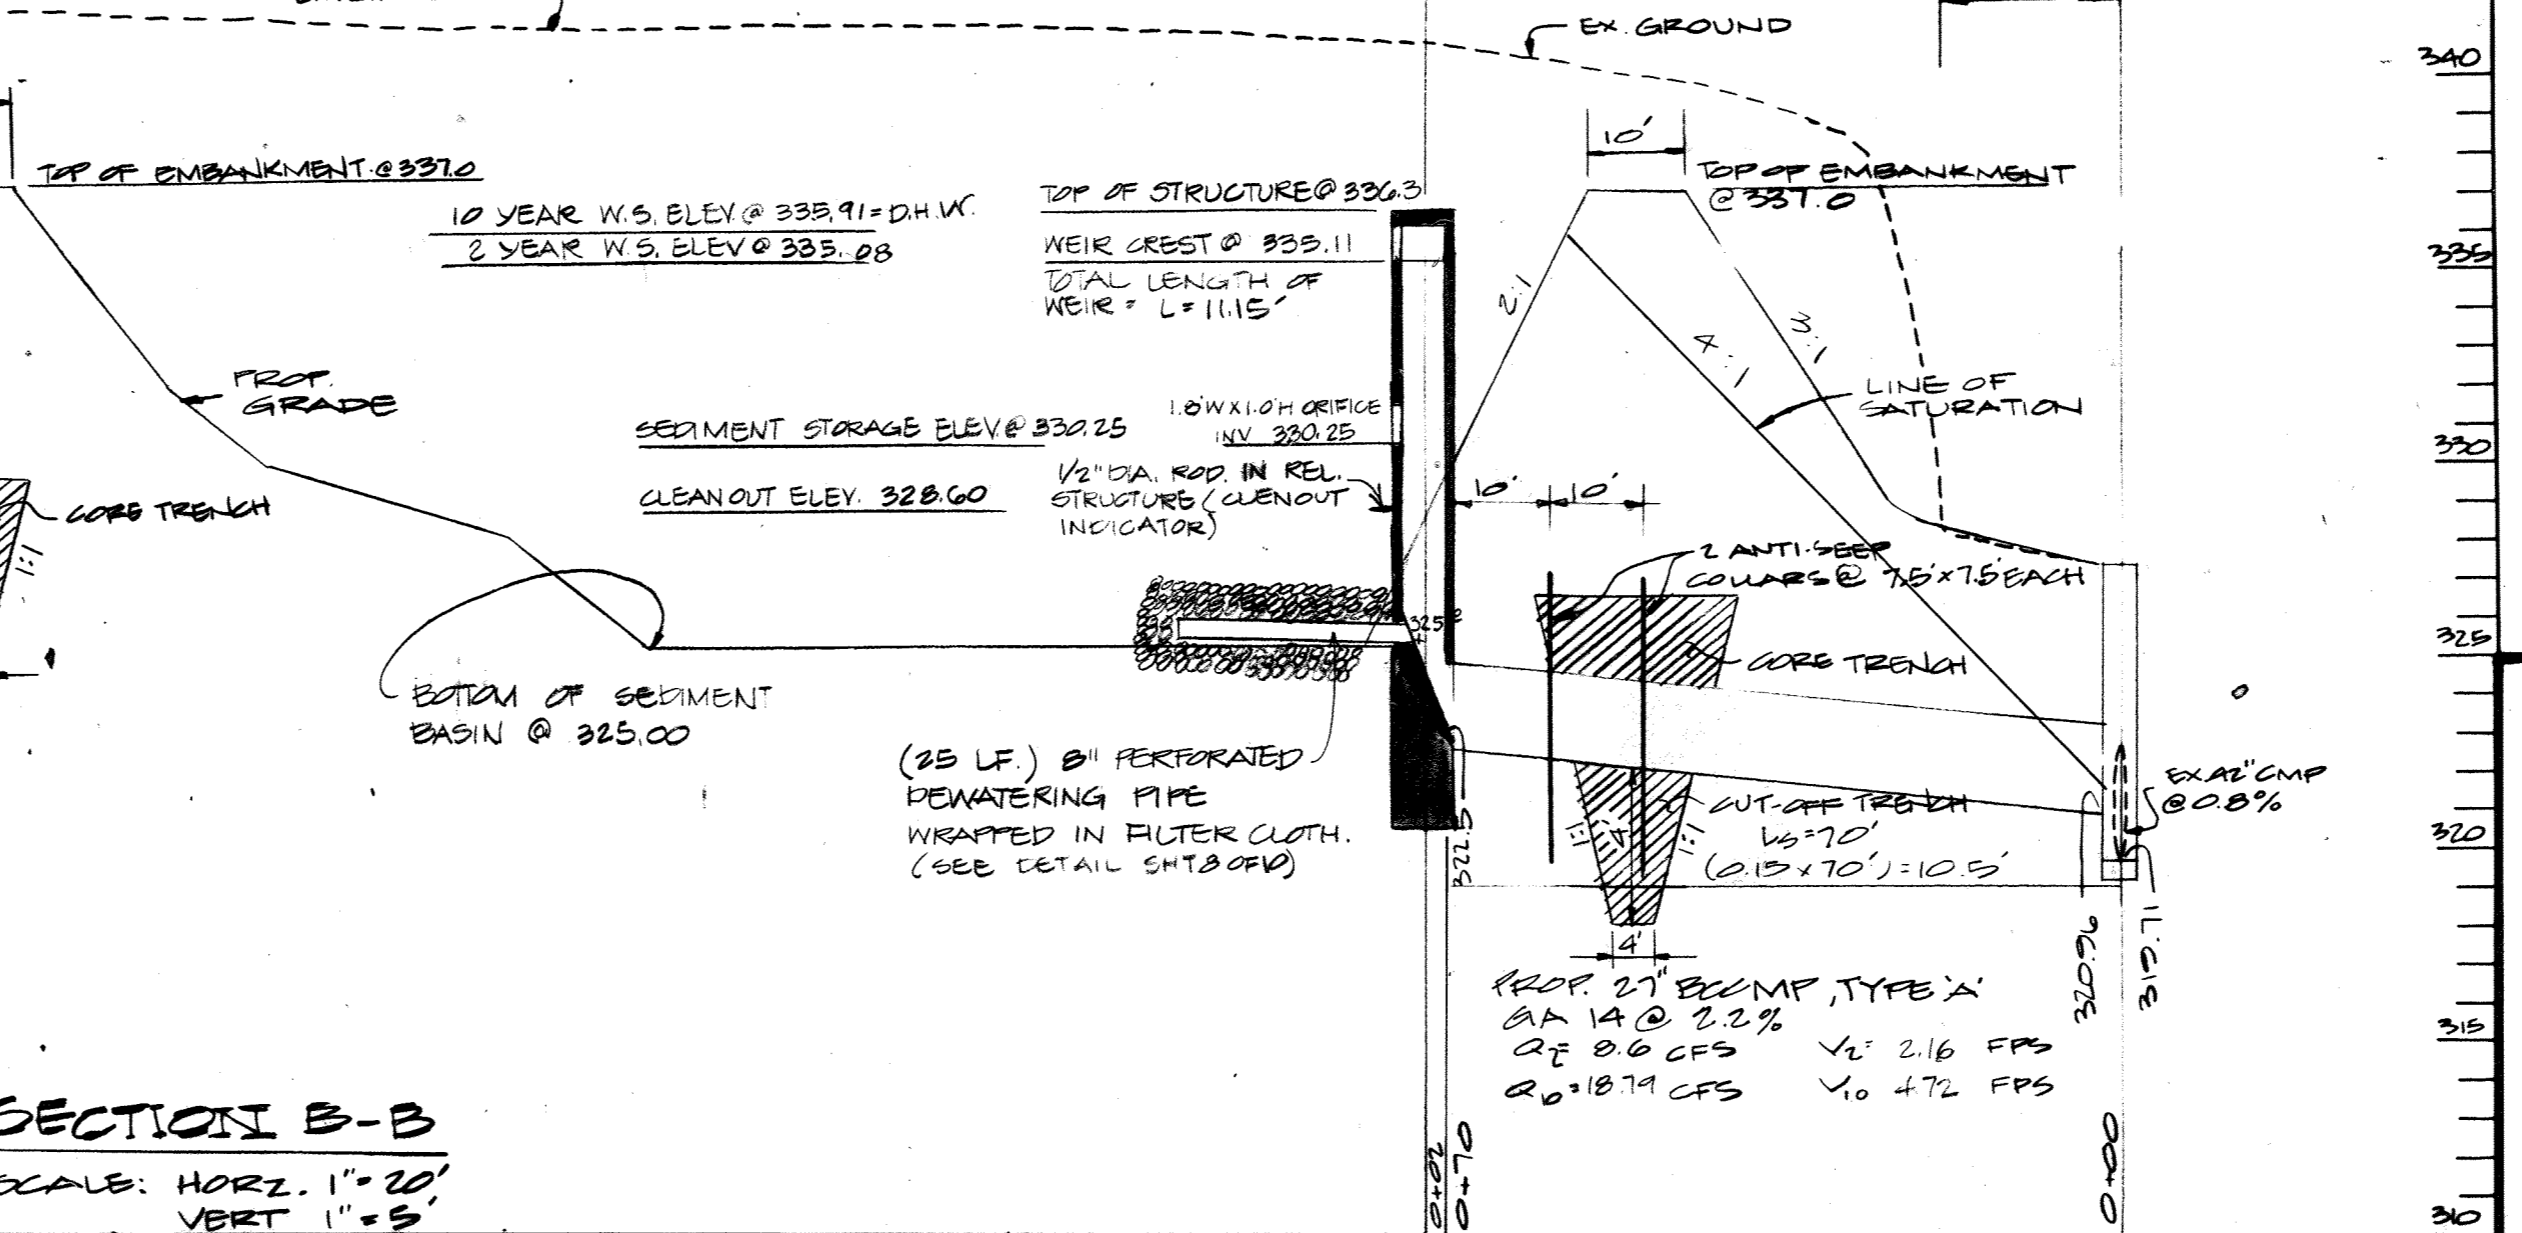 EX. GROUND
340
10'
TOP OF EMBANKMENT @ 337.0
TOP OF EMBANKMENT
@ 337.0
10 YEAR W.S. ELEV @ 335.91 = D.H.W.
2 YEAR W.S. ELEV @ 335.08
TOP OF STRUCTURE @ 336.3
WEIR CREST @ 335.11
TOTAL LENGTH OF
WEIR = L = 11.15'
335
2:1
4:1
3:1
PROP.
GRADE
LINE OF
SATURATION
1.8'W X 1.0'H ORIFICE
INV 330.25
SEDIMENT STORAGE ELEV @ 330.25
330
CLEANOUT ELEV. 328.60
1/2" DIA. ROD. IN REL.
STRUCTURE (CLENOUT
INDICATOR)
10'
10'
CORE TRENCH
1:1
2 ANTI-SEEP
COLLARS @ 7.5' X 7.5' EACH
325
325
CORE TRENCH
BOTTOM OF SEDIMENT
BASIN @ 325.00
(25 LF.) 8" PERFORATED
DEWATERING PIPE
WRAPPED IN FILTER CLOTH.
(SEE DETAIL SHT 8 OF 10)
322.5
1:1
4'
1:1
CUT-OFF TRENCH
LS = 70'
(0.15 X 70') = 10.5'
EX 42" CMP
@ 0.8%
320
4'
320.96
319.71
PROP. 27" BCCMP, TYPE 'A'
GA 14 @ 2.2%
Q2 = 8.6 CFS V2 = 2.16 FPS
Q10 = 18.79 CFS V10 4.72 FPS
315
SECTION B-B
SCALE: HORZ. 1" = 20'
VERT 1" = 5'
0+02
0+70
0+00
310